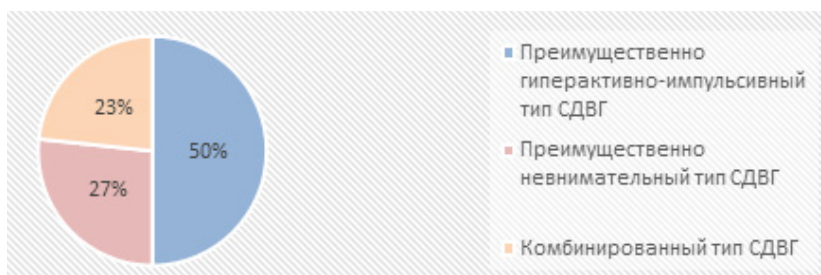 23%
50%
27%
Преимущественно
гиперактивно-импульсивный
тип СДВГ
Преимущественно
невнимательный тип СДВГ
Комбинированный тип СДВГ